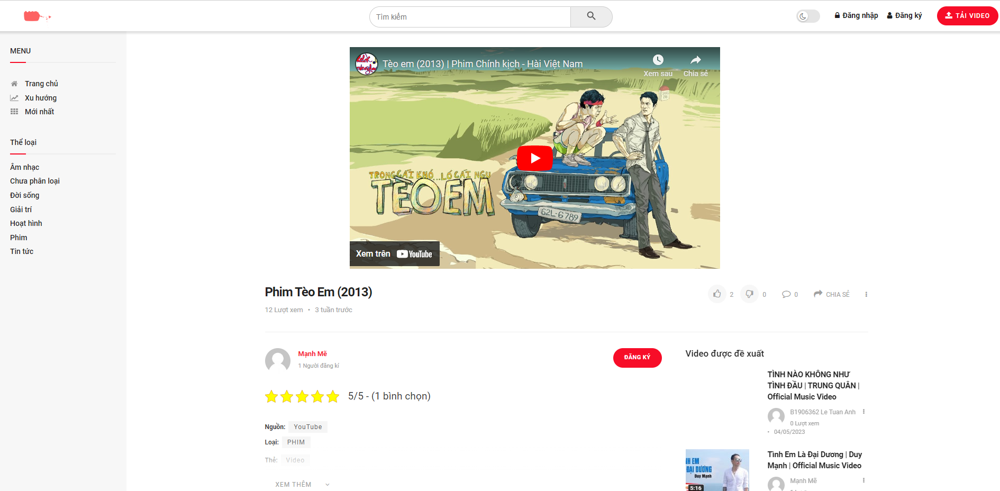 Tìm kiếm
Đăng nhập
Đăng ký
TẢI VIDEO
MENU
Trang chủ
Xu hướng
Mới nhất
Thể loại
Âm nhạc
Chưa phân loại
Đời sống
Giải trí
Hoạt hình
Phim
Tin tức
Tèo em (2013) | Phim Chính kịch - Hài Việt Nam
Xem sau
Chia sẻ
TRONG CÁI KHÓ...LÓ CÁI NGU
TÈO EM
62L-6789
Xem trên YouTube
Phim Tèo Em (2013)
12 Lượt xem • 3 tuần trước
2
0
0
CHIA SẺ
Mạnh Mẽ
1 Người đăng kí
ĐĂNG KÝ
5/5 - (1 bình chọn)
Nguồn: YouTube
Loại: PHIM
Thẻ: Video
XEM THÊM
Video được đề xuất
TÌNH NÀO KHÔNG NHƯ
TÌNH ĐẦU | TRUNG QUÂN |
Official Music Video
B1906362 Le Tuan Anh
0 Lượt xem
• 04/05/2023
NH EM
ĐẠI DƯƠNG
Duy Mạnh
5:16
Tình Em Là Đại Dương | Duy
Mạnh | Official Music Video
Mạnh Mẽ